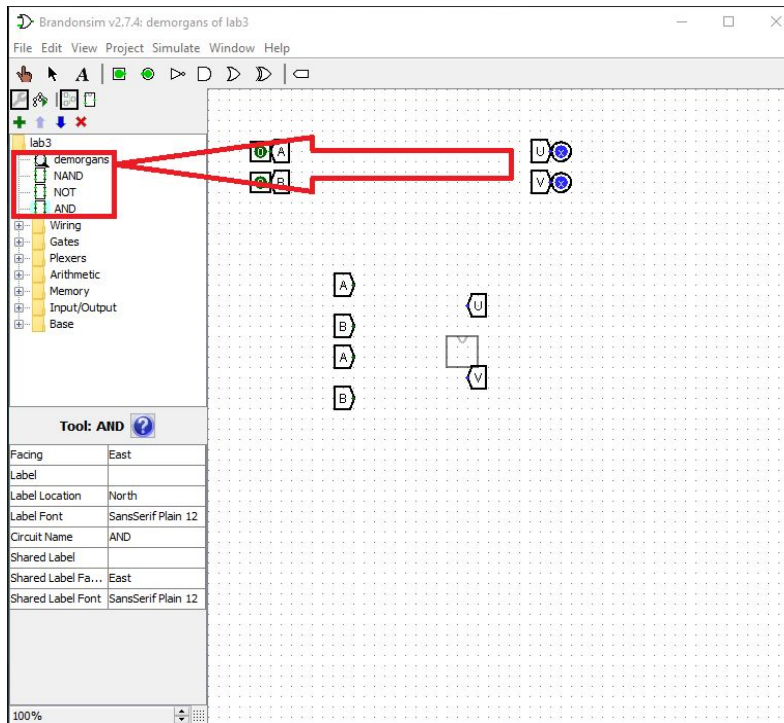 Brandonsim v2.7.4: demorgans of lab3
File Edit View Project Simulate Window Help
A
lab3
demorgans
NAND
NOT
AND
Wiring
Gates
Plexers
Arithmetic
Memory
Input/Output
Base
0 A
0 B
U x
V x
A
U
B
A
V
B
Tool: AND ?
Facing East
Label
Label Location North
Label Font SansSerif Plain 12
Circuit Name AND
Shared Label
Shared Label Fa... East
Shared Label Font SansSerif Plain 12
100%